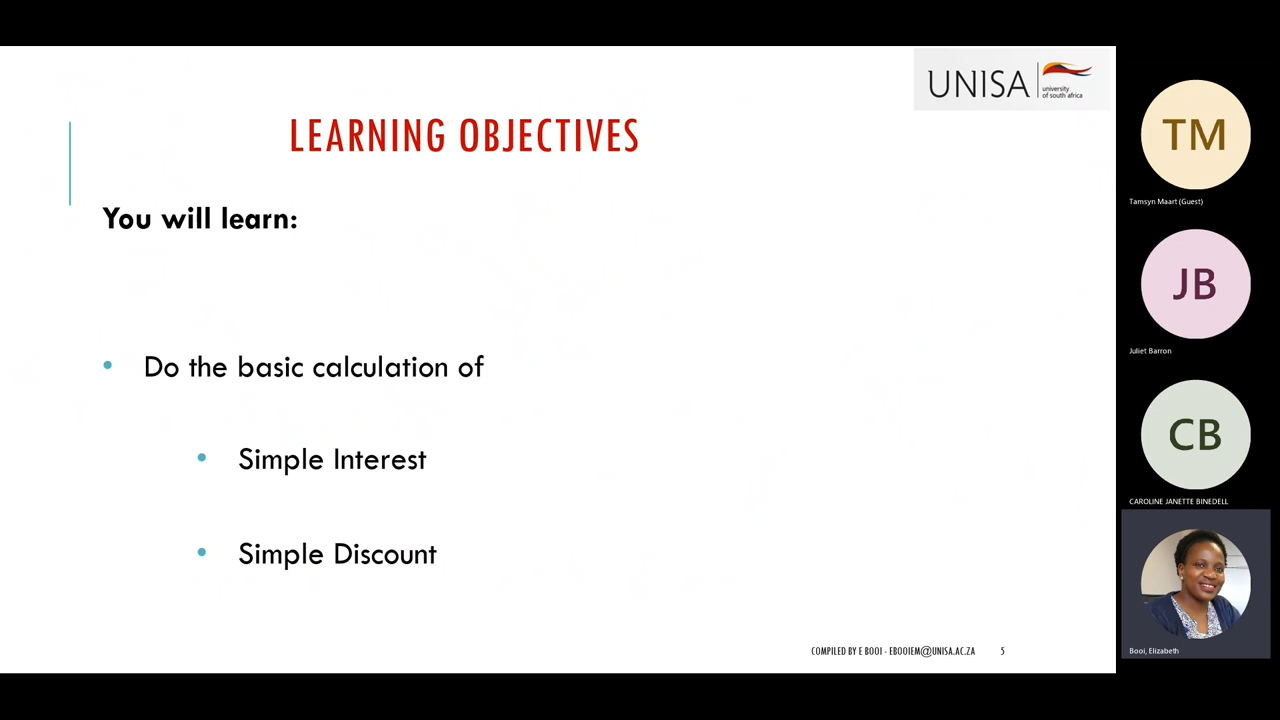 UNISA
university
of south africa
LEARNING OBJECTIVES
You will learn:
• Do the basic calculation of
• Simple Interest
• Simple Discount
COMPILED BY E BOOI - EBOOIEM@UNISA.AC.ZA 5
TM
Tamsyn Maart (Guest)
JB
Juliet Barron
CB
CAROLINE JANETTE BINEDELL
Booi, Elizabeth